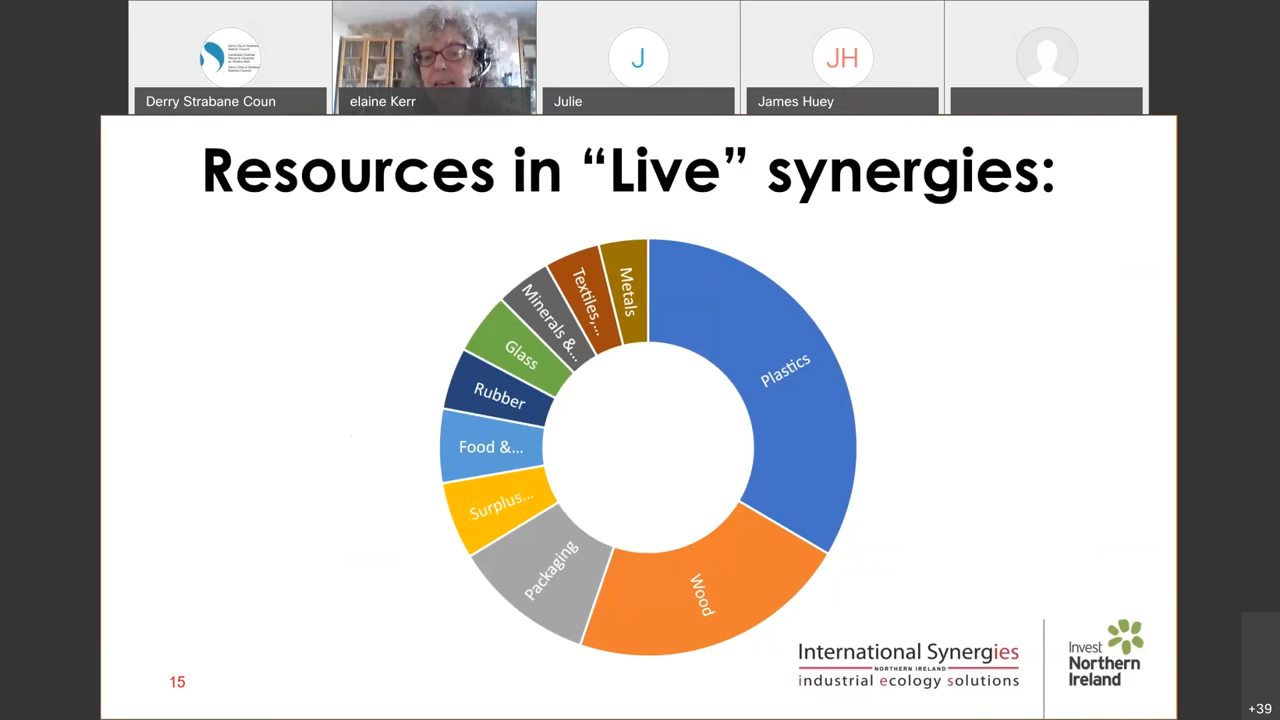 Derry Strabane Coun
elaine Kerr
J
Julie
JH
James Huey
Resources in “Live” synergies:
Metals
Textiles,...
Minerals &...
Glass
Rubber
Food &...
Surplus...
Packaging
Wood
Plastics
International Synergies
NORTHERN IRELAND
industrial ecology solutions
Invest
Northern
Ireland
15
+39